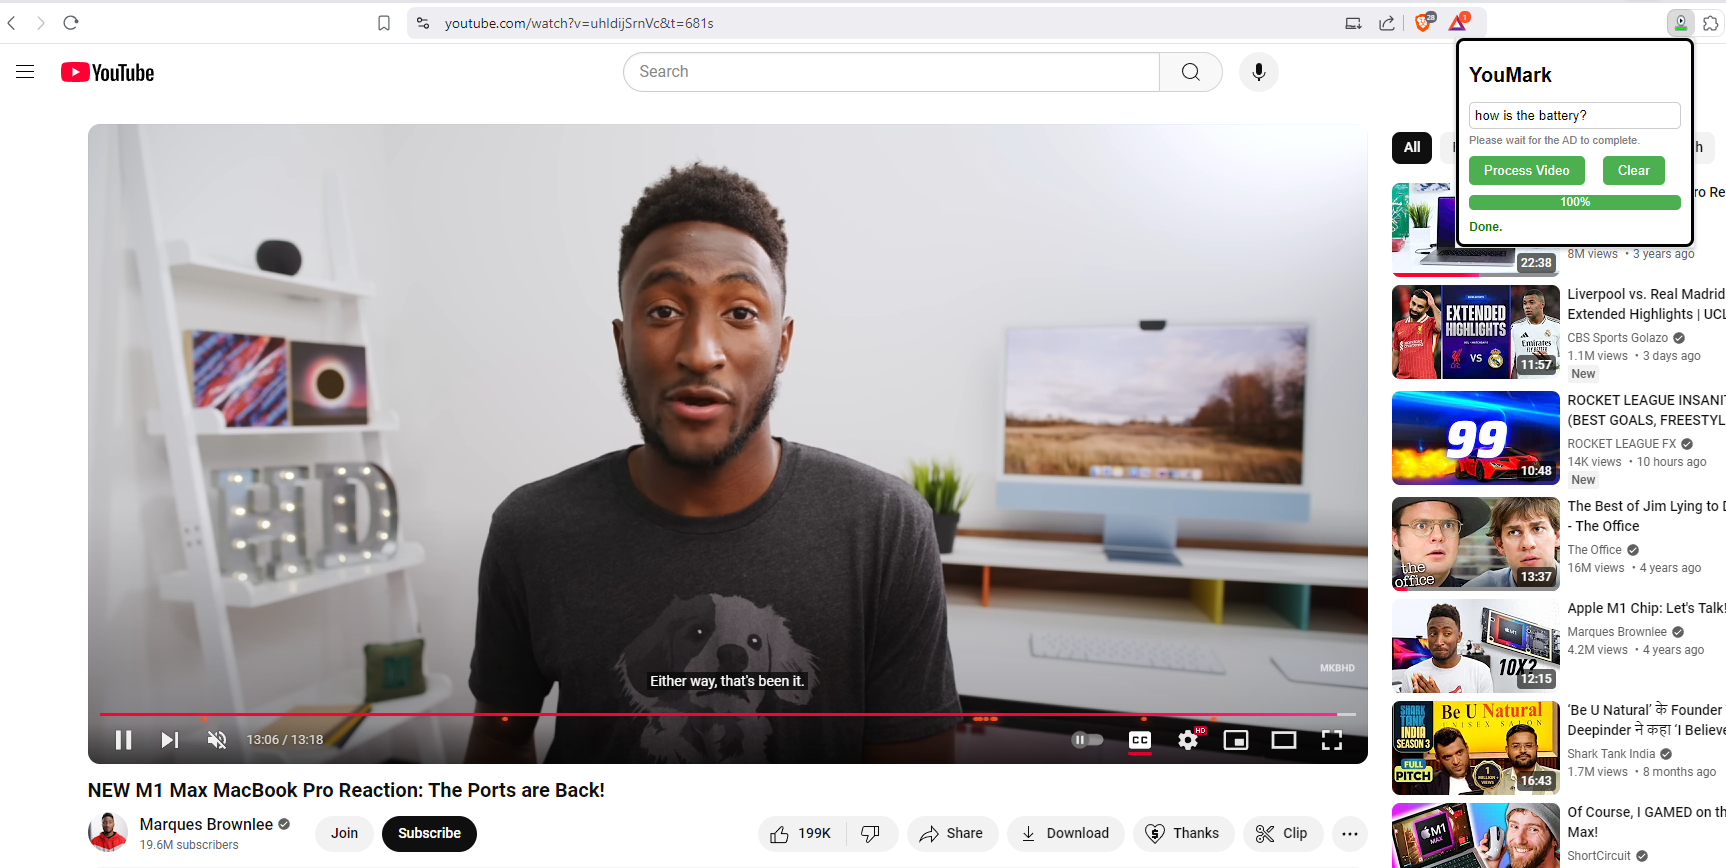 youtube.com/watch?v=uhldijSrnVc&t=681s
28
1
YouTube
Search
YouMark
how is the battery?
Please wait for the AD to complete.
Process Video
Clear
100%
Done.
MKBHD
Either way, that's been it.
13:06 / 13:18
CC
HD
NEW M1 Max MacBook Pro Reaction: The Ports are Back!
Marques Brownlee
19.6M subscribers
Join
Subscribe
199K
Share
Download
Thanks
Clip
All
ro Re
22:38
8M views • 3 years ago
EXTENDED
HIGHLIGHTS
VS
11:57
Liverpool vs. Real Madrid
Extended Highlights | UCL
CBS Sports Golazo
1.1M views • 3 days ago
New
99
10:48
ROCKET LEAGUE INSANIT
(BEST GOALS, FREESTYL
ROCKET LEAGUE FX
14K views • 10 hours ago
New
the
office
13:37
The Best of Jim Lying to D
- The Office
The Office
16M views • 4 years ago
10X?
12:15
Apple M1 Chip: Let's Talk!
Marques Brownlee
4.2M views • 4 years ago
SHARK
TANK
INDIA
SEASON 3
Be U Natural
UNISEX SALON
FULL
PITCH
16:43
'Be U Natural' के Founder
Deepinder ने कहा 'I Believe
Shark Tank India
1.7M views • 8 months ago
M1
MAX
Of Course, I GAMED on th
Max!
ShortCircuit